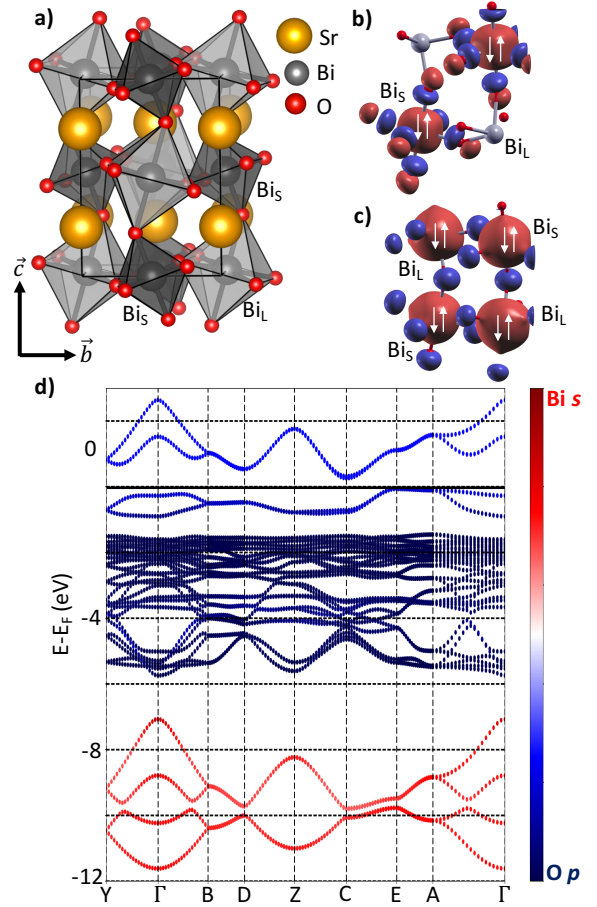 a)
Sr
Bi
O
Bi_S
Bi_S
Bi_L
c⃗
b⃗
b)
Bi_S
Bi_L
c)
Bi_S
Bi_L
Bi_L
Bi_S
d)
Bi s
O p
E-E_F (eV)
0
-4
-8
-12
Y Γ B D Z C E A Γ